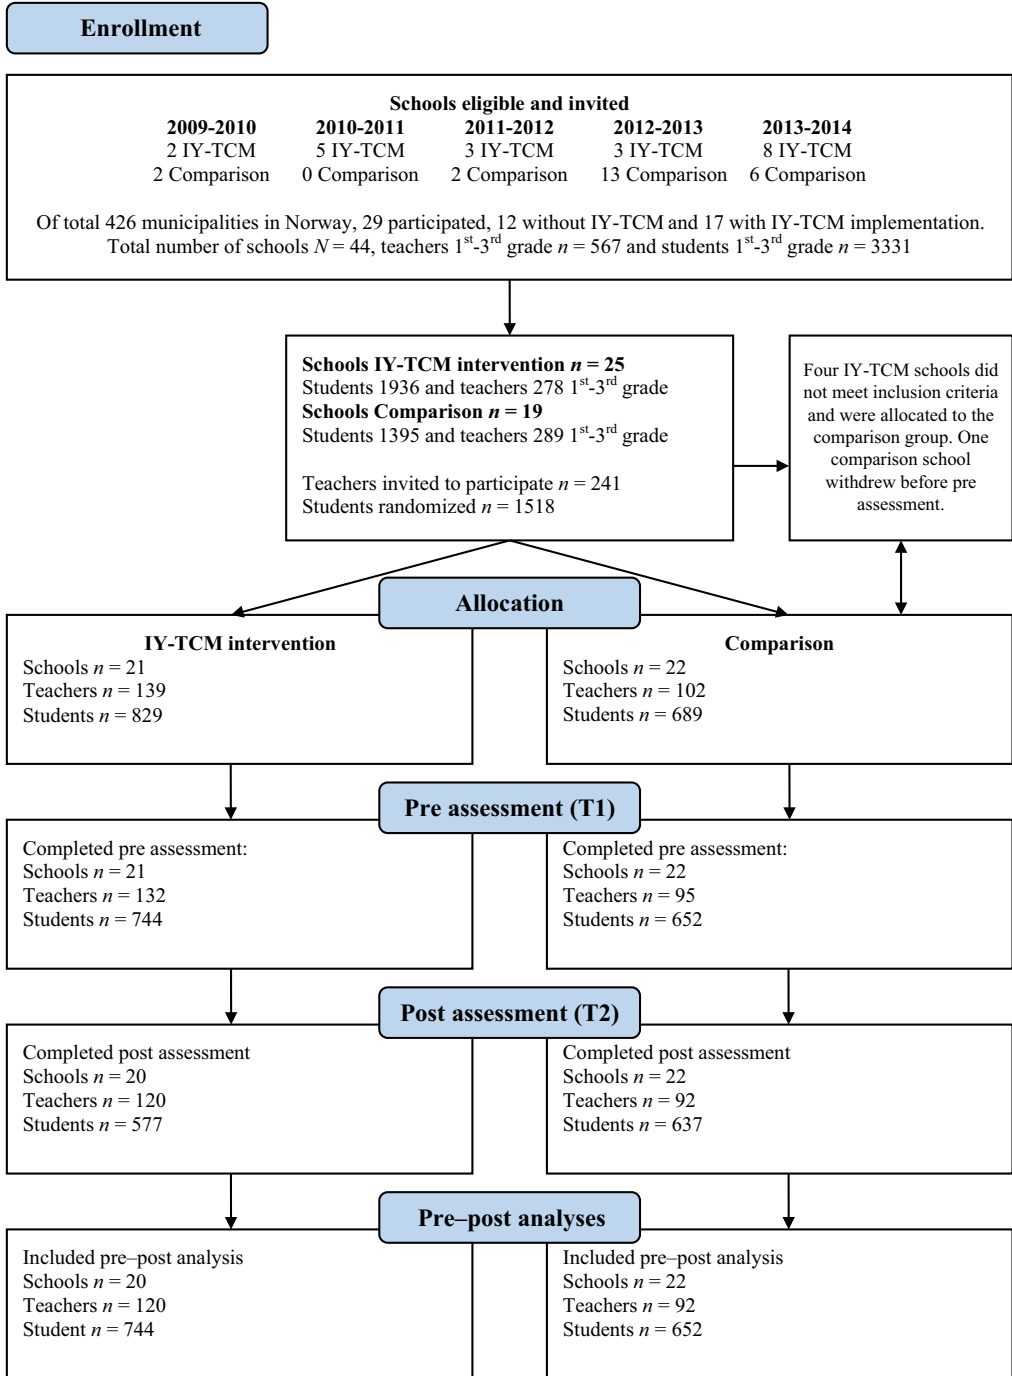 Enrollment
Schools eligible and invited
2009-2010 2010-2011 2011-2012 2012-2013 2013-2014
2 IY-TCM 5 IY-TCM 3 IY-TCM 3 IY-TCM 8 IY-TCM
2 Comparison 0 Comparison 2 Comparison 13 Comparison 6 Comparison
Of total 426 municipalities in Norway, 29 participated, 12 without IY-TCM and 17 with IY-TCM implementation.
Total number of schools N = 44, teachers 1st-3rd grade n = 567 and students 1st-3rd grade n = 3331
Schools IY-TCM intervention n = 25
Students 1936 and teachers 278 1st-3rd grade
Schools Comparison n = 19
Students 1395 and teachers 289 1st-3rd grade
Teachers invited to participate n = 241
Students randomized n = 1518
Four IY-TCM schools did
not meet inclusion criteria
and were allocated to the
comparison group. One
comparison school
withdrew before pre
assessment.
Allocation
IY-TCM intervention
Schools n = 21
Teachers n = 139
Students n = 829
Comparison
Schools n = 22
Teachers n = 102
Students n = 689
Pre assessment (T1)
Completed pre assessment:
Schools n = 21
Teachers n = 132
Students n = 744
Completed pre assessment:
Schools n = 22
Teachers n = 95
Students n = 652
Post assessment (T2)
Completed post assessment
Schools n = 20
Teachers n = 120
Students n = 577
Completed post assessment
Schools n = 22
Teachers n = 92
Students n = 637
Pre–post analyses
Included pre–post analysis
Schools n = 20
Teachers n = 120
Student n = 744
Included pre–post analysis
Schools n = 22
Teachers n = 92
Students n = 652